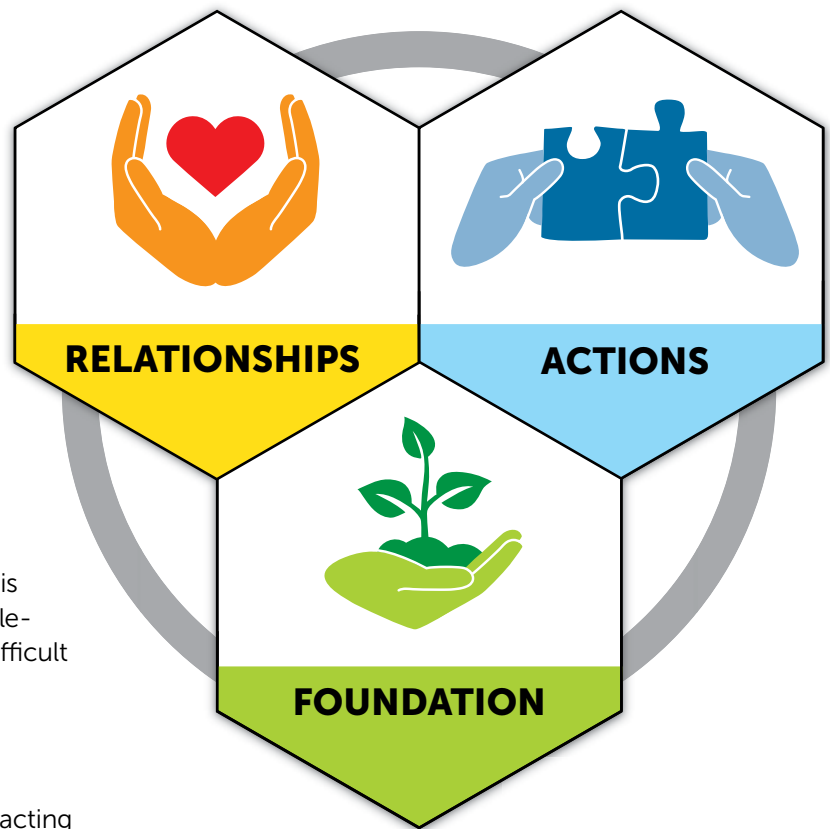 RELATIONSHIPS
ACTIONS
is
le-
fficult
FOUNDATION
acting